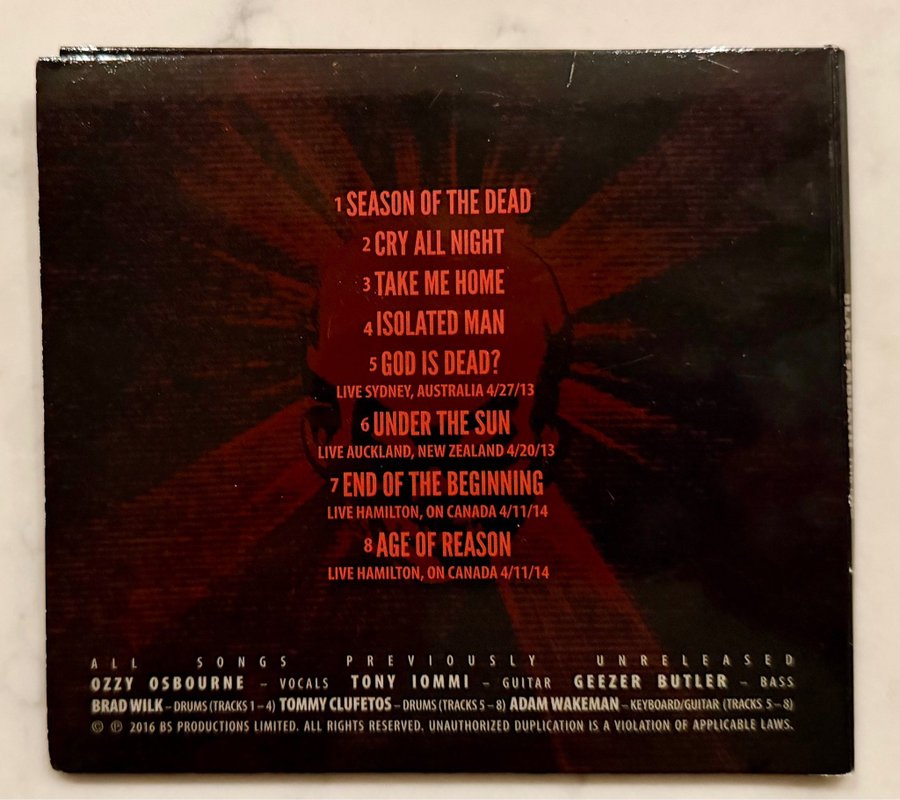 1 SEASON OF THE DEAD
2 CRY ALL NIGHT
3 TAKE ME HOME
4 ISOLATED MAN
5 GOD IS DEAD?
LIVE SYDNEY, AUSTRALIA 4/27/13
6 UNDER THE SUN
LIVE AUCKLAND, NEW ZEALAND 4/20/13
7 END OF THE BEGINNING
LIVE HAMILTON, ON CANADA 4/11/14
8 AGE OF REASON
LIVE HAMILTON, ON CANADA 4/11/14
ALL SONGS PREVIOUSLY UNRELEASED
OZZY OSBOURNE – VOCALS TONY IOMMI – GUITAR GEEZER BUTLER – BASS
BRAD WILK – DRUMS (TRACKS 1 – 4) TOMMY CLUFETOS – DRUMS (TRACKS 5 – 8) ADAM WAKEMAN – KEYBOARD/GUITAR (TRACKS 5 – 8)
© ℗ 2016 BS PRODUCTIONS LIMITED. ALL RIGHTS RESERVED. UNAUTHORIZED DUPLICATION IS A VIOLATION OF APPLICABLE LAWS.